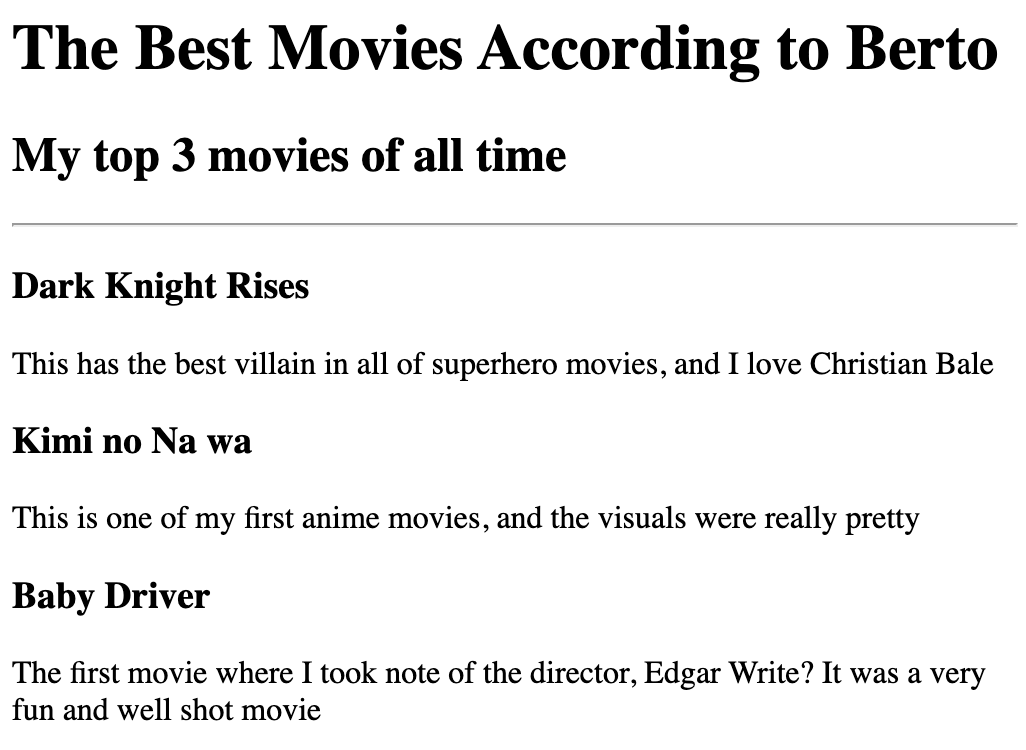 The Best Movies According to Berto
My top 3 movies of all time
Dark Knight Rises
This has the best villain in all of superhero movies, and I love Christian Bale
Kimi no Na wa
This is one of my first anime movies, and the visuals were really pretty
Baby Driver
The first movie where I took note of the director, Edgar Write? It was a very
fun and well shot movie